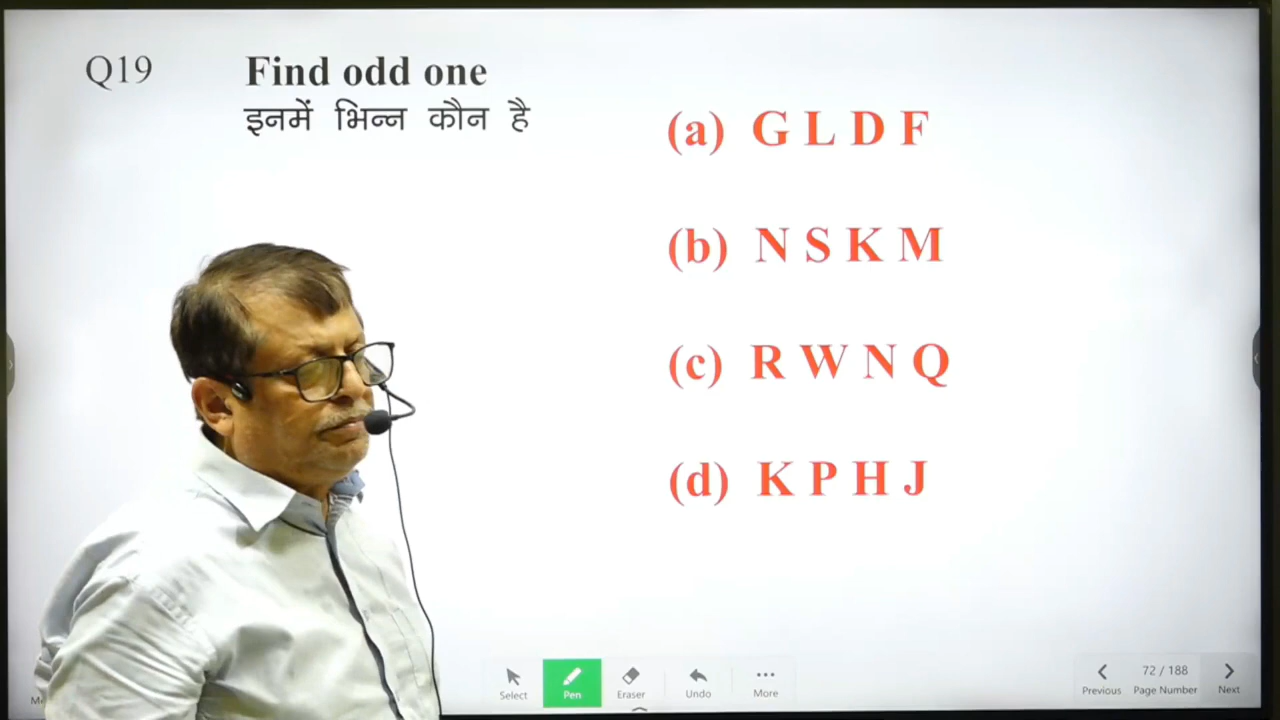 Q19 Find odd one
इनमें भिन्न कौन है
(a) G L D F
(b) N S K M
(c) R W N Q
(d) K P H J
Select Pen Eraser Undo More
72 / 188
Previous Page Number Next